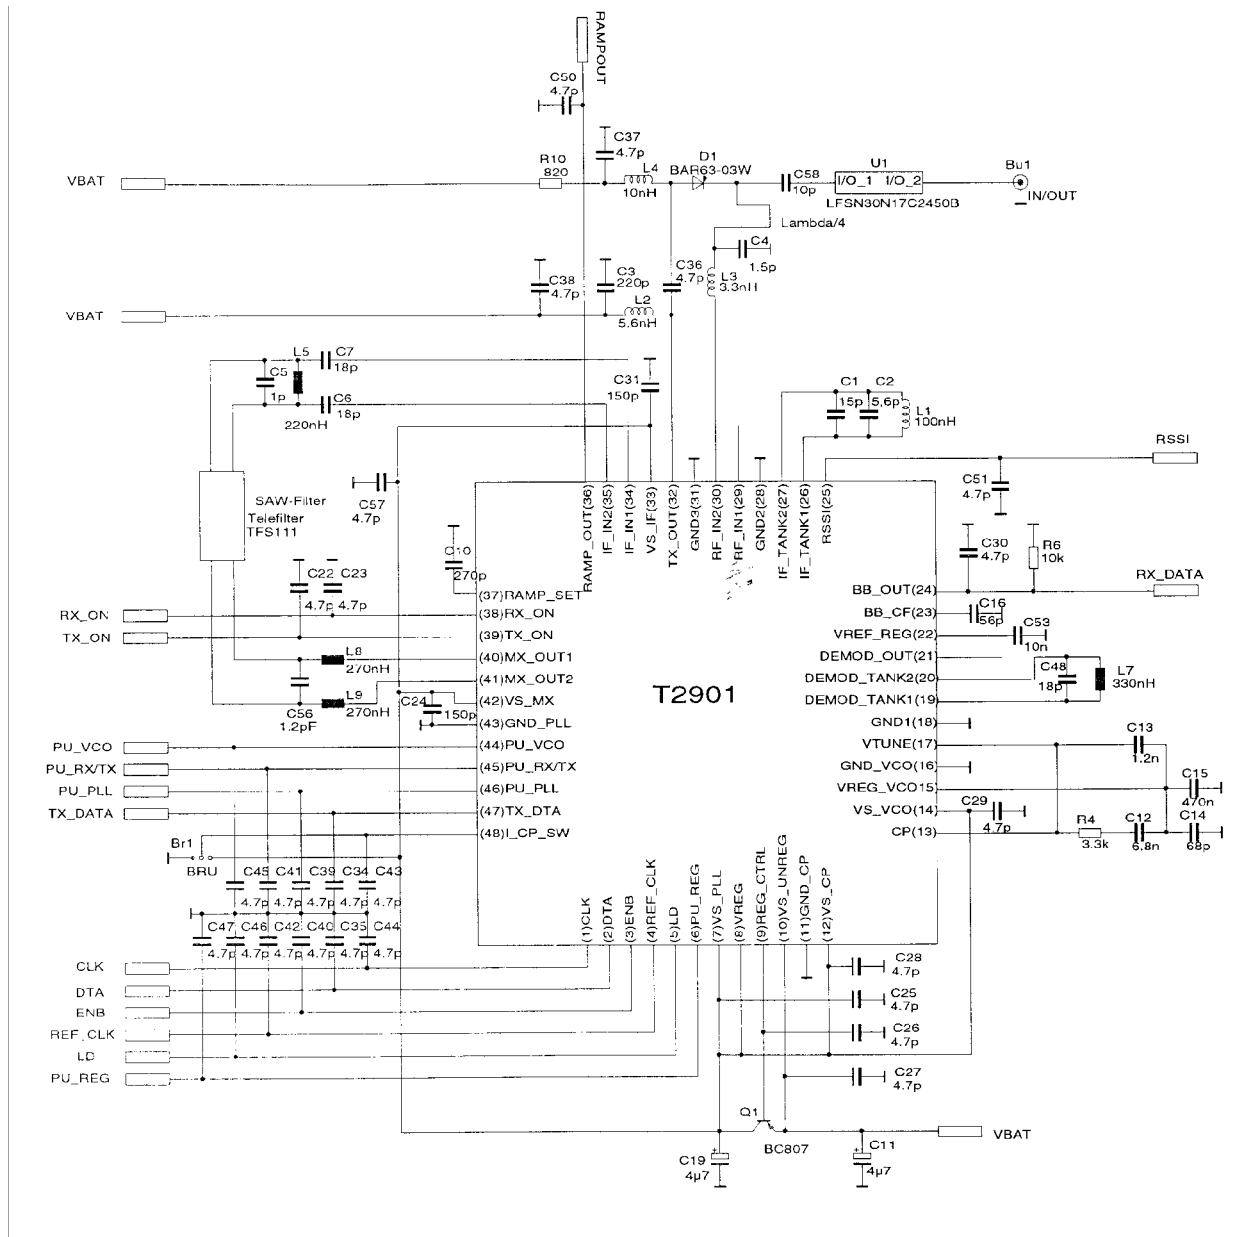 RAMPOUT
C50
4.7p
C37
4.7p
R10
820
L4
10nH
D1
BAR63-03W
C58
10p
U1
I/O_1 I/O_2
LFSN30N17C2450B
Bu1
IN/OUT
VBAT
Lambda/4
C4
1.5p
L3
3.3nH
C36
4.7p
C38
4.7p
C3
220p
L2
5.6nH
VBAT
L5
C7
18p
C5
1p
C6
18p
220nH
C31
150p
C1
15p
C2
5,6p
L1
100nH
RSSI
C51
4.7p
C57
4.7p
SAW-Filter
Telefilter
TFS111
RAMP_OUT(36)
IF_IN2(35)
IF_IN1(34)
VS_IF(33)
TX_OUT(32)
GND3(31)
RF_IN2(30)
RF_IN1(29)
GND2(28)
IF_TANK2(27)
IF_TANK1(26)
RSSI(25)
C10
270p
C22
4.7p
C23
4.7p
C30
4.7p
R6
10k
RX_DATA
RX_ON
TX_ON
(37)RAMP_SET
(38)RX_ON
(39)TX_ON
(40)MX_OUT1
(41)MX_OUT2
(42)VS_MX
(43)GND_PLL
(44)PU_VCO
(45)PU_RX/TX
(46)PU_PLL
(47)TX_DTA
(48)I_CP_SW
T2901
BB_OUT(24)
BB_CF(23)
VREF_REG(22)
DEMOD_OUT(21)
DEMOD_TANK2(20)
DEMOD_TANK1(19)
GND1(18)
VTUNE(17)
GND_VCO(16)
VREG_VCO15)
VS_VCO(14)
CP(13)
C16
56p
C53
10n
C48
18p
L7
330nH
L8
270nH
L9
270nH
C56
1.2pF
C24
150p
C13
1.2n
C15
470n
C29
4.7p
R4
3.3k
C12
6.8n
C14
68p
PU_VCO
PU_RX/TX
PU_PLL
TX_DATA
Br1
BRU
C45 C41 C39 C34 C43
4.7p 4.7p 4.7p 4.7p 4.7p
C47 C46 C42 C40 C35 C44
4.7p 4.7p 4.7p 4.7p 4.7p 4.7p
(1)CLK
(2)DTA
(3)ENB
(4)REF_CLK
(5)LD
(6)PU_REG
(7)VS_PLL
(8)VREG
(9)REG_CTRL
(10)VS_UNREG
(11)GND_CP
(12)VS_CP
CLK
DTA
ENB
REF_CLK
LD
PU_REG
C28
4.7p
C25
4.7p
C26
4.7p
C27
4.7p
Q1
BC807
VBAT
C19
4µ7
C11
4µ7